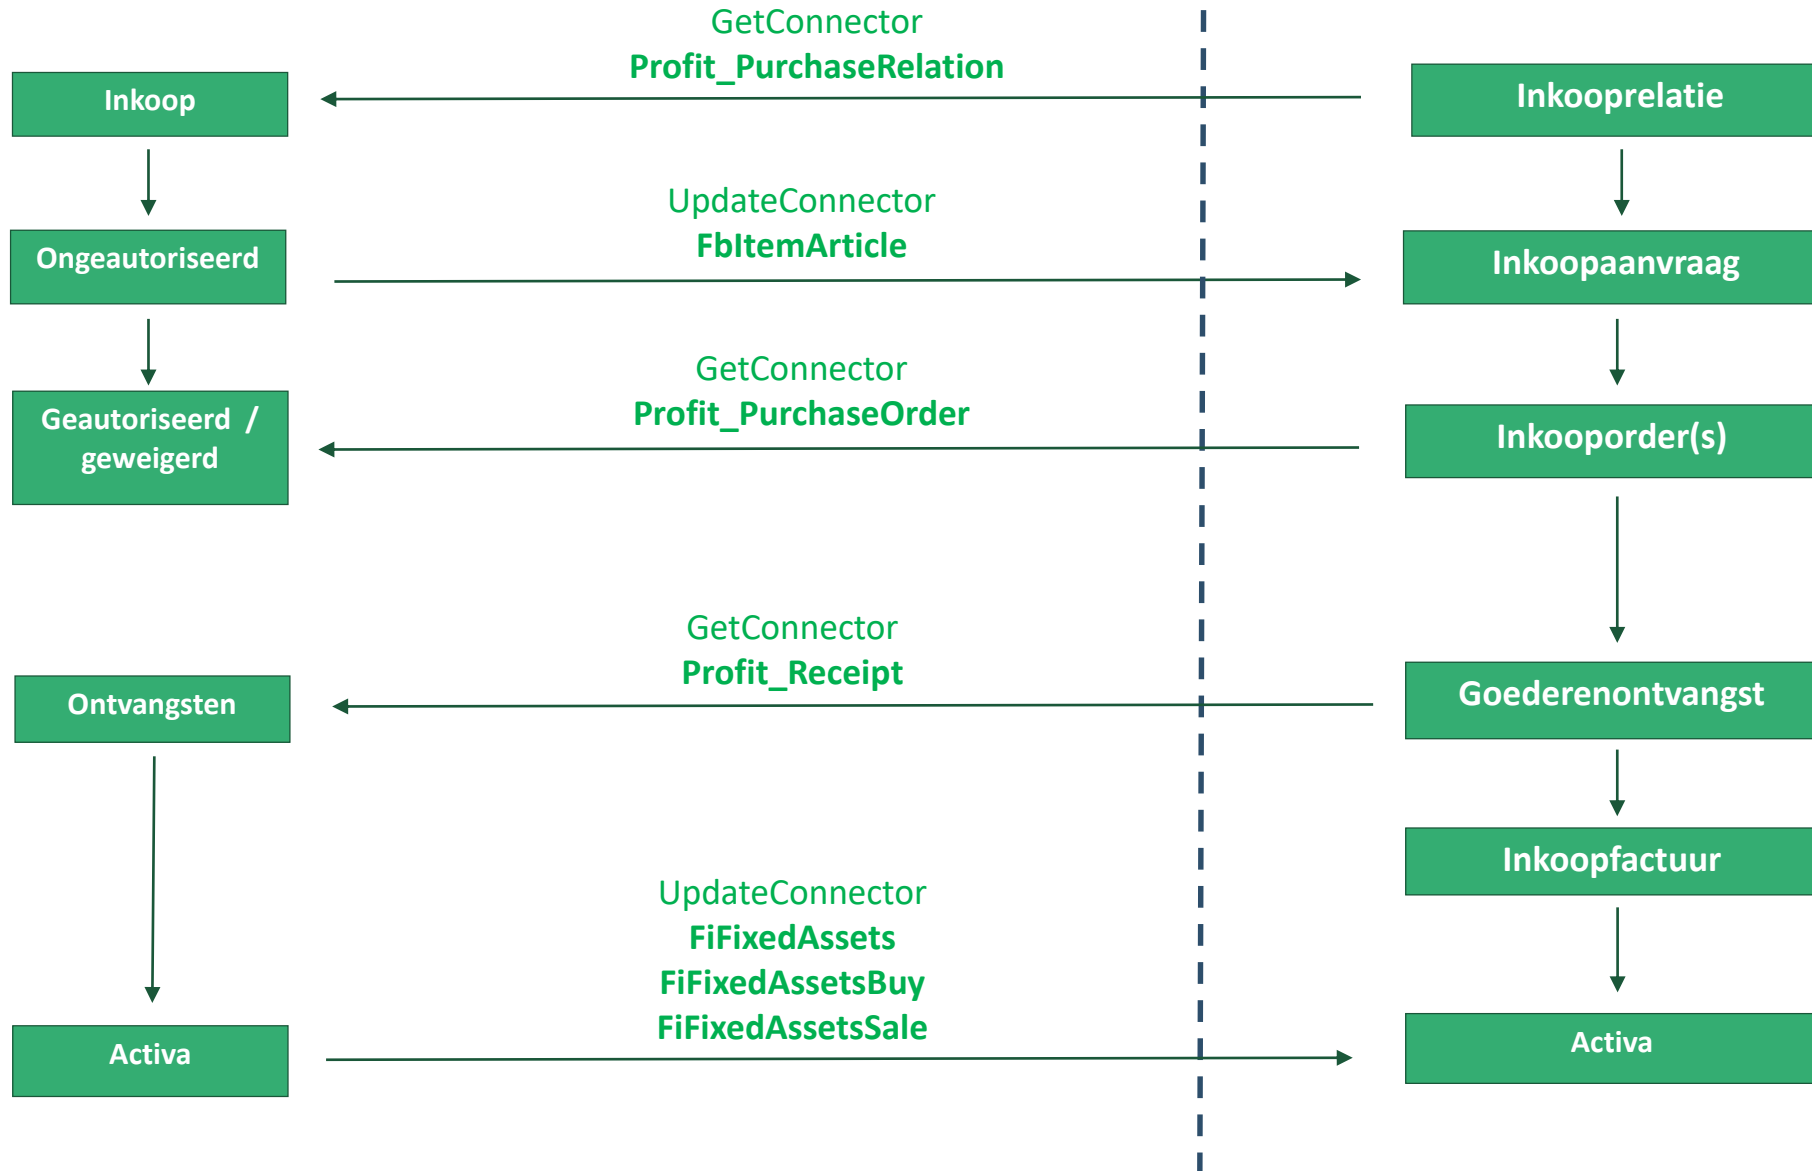 GetConnector
Profit_PurchaseRelation
Inkoop
Inkooprelatie
UpdateConnector
FbItemArticle
Ongeautoriseerd
Inkoopaanvraag
GetConnector
Profit_PurchaseOrder
Geautoriseerd /
geweigerd
Inkooporder(s)
GetConnector
Profit_Receipt
Ontvangsten
Goederenontvangst
Inkoopfactuur
UpdateConnector
FiFixedAssets
FiFixedAssetsBuy
FiFixedAssetsSale
Activa
Activa